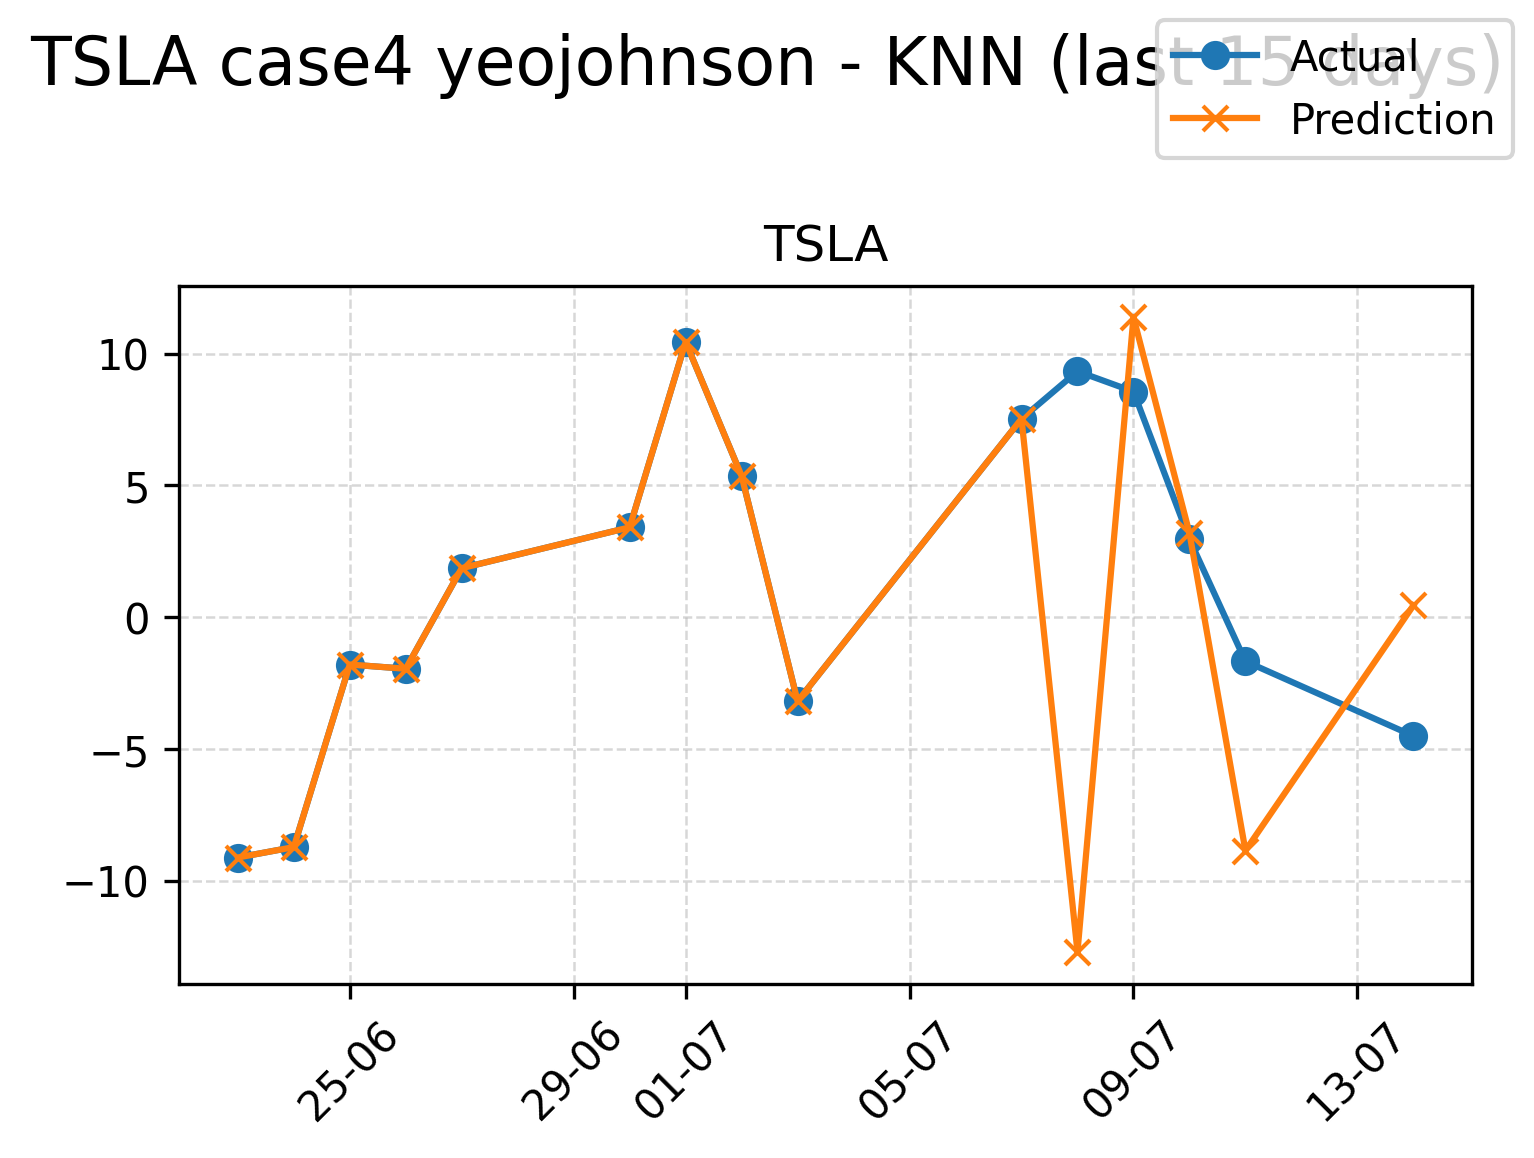 TSLA case4 yeojohnson - KNN (last 15 days)
Actual
Prediction
TSLA
10
5
0
−5
−10
25-06
29-06
01-07
05-07
09-07
13-07